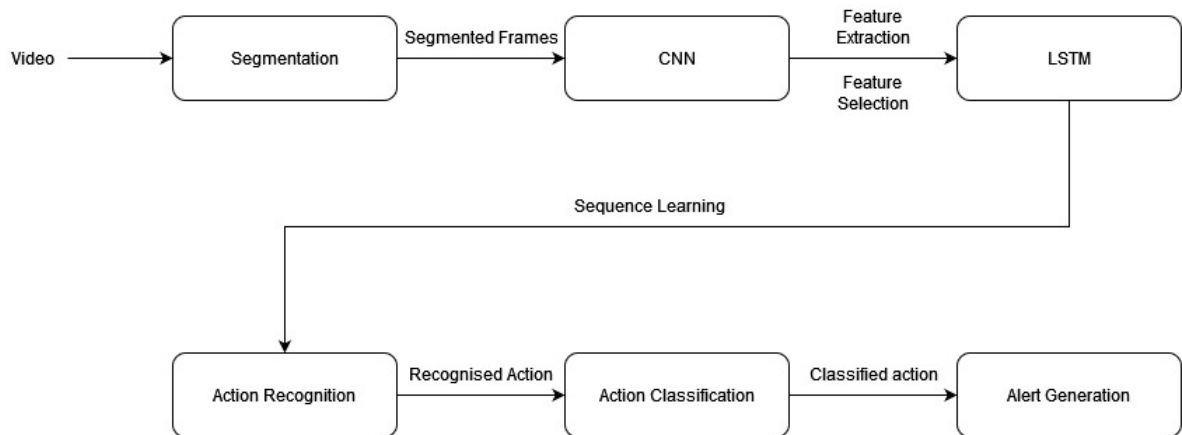 Video
Segmentation
Segmented Frames
CNN
Feature
Extraction
Feature
Selection
LSTM
Sequence Learning
Action Recognition
Recognised Action
Action Classification
Classified action
Alert Generation